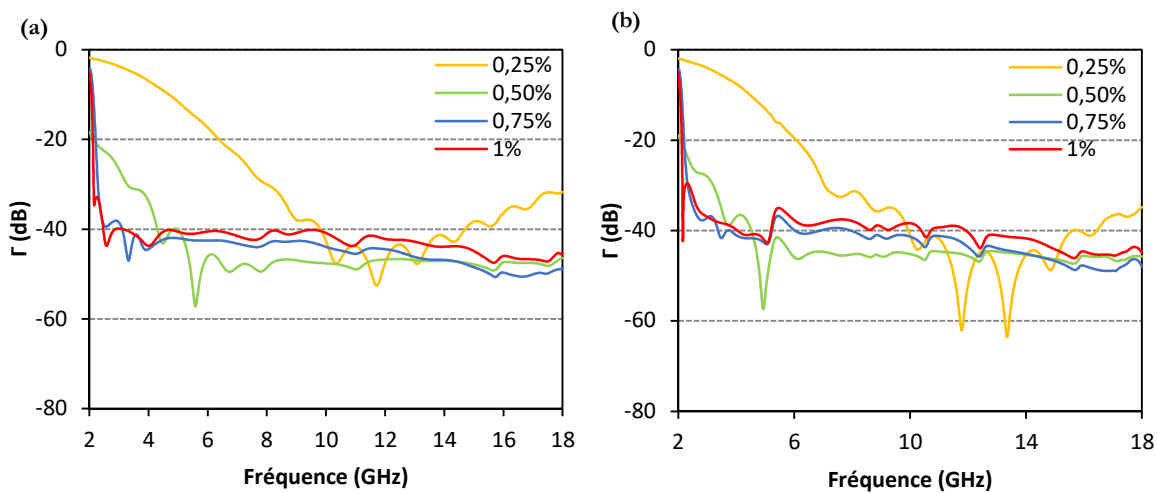 (a)
0
-20
-40
-60
-80
Γ (dB)
2 4 6 8 10 12 14 16 18
Fréquence (GHz)
0,25%
0,50%
0,75%
1%
(b)
0
-20
-40
-60
-80
Γ (dB)
2 6 10 14 18
Fréquence (GHz)
0,25%
0,50%
0,75%
1%